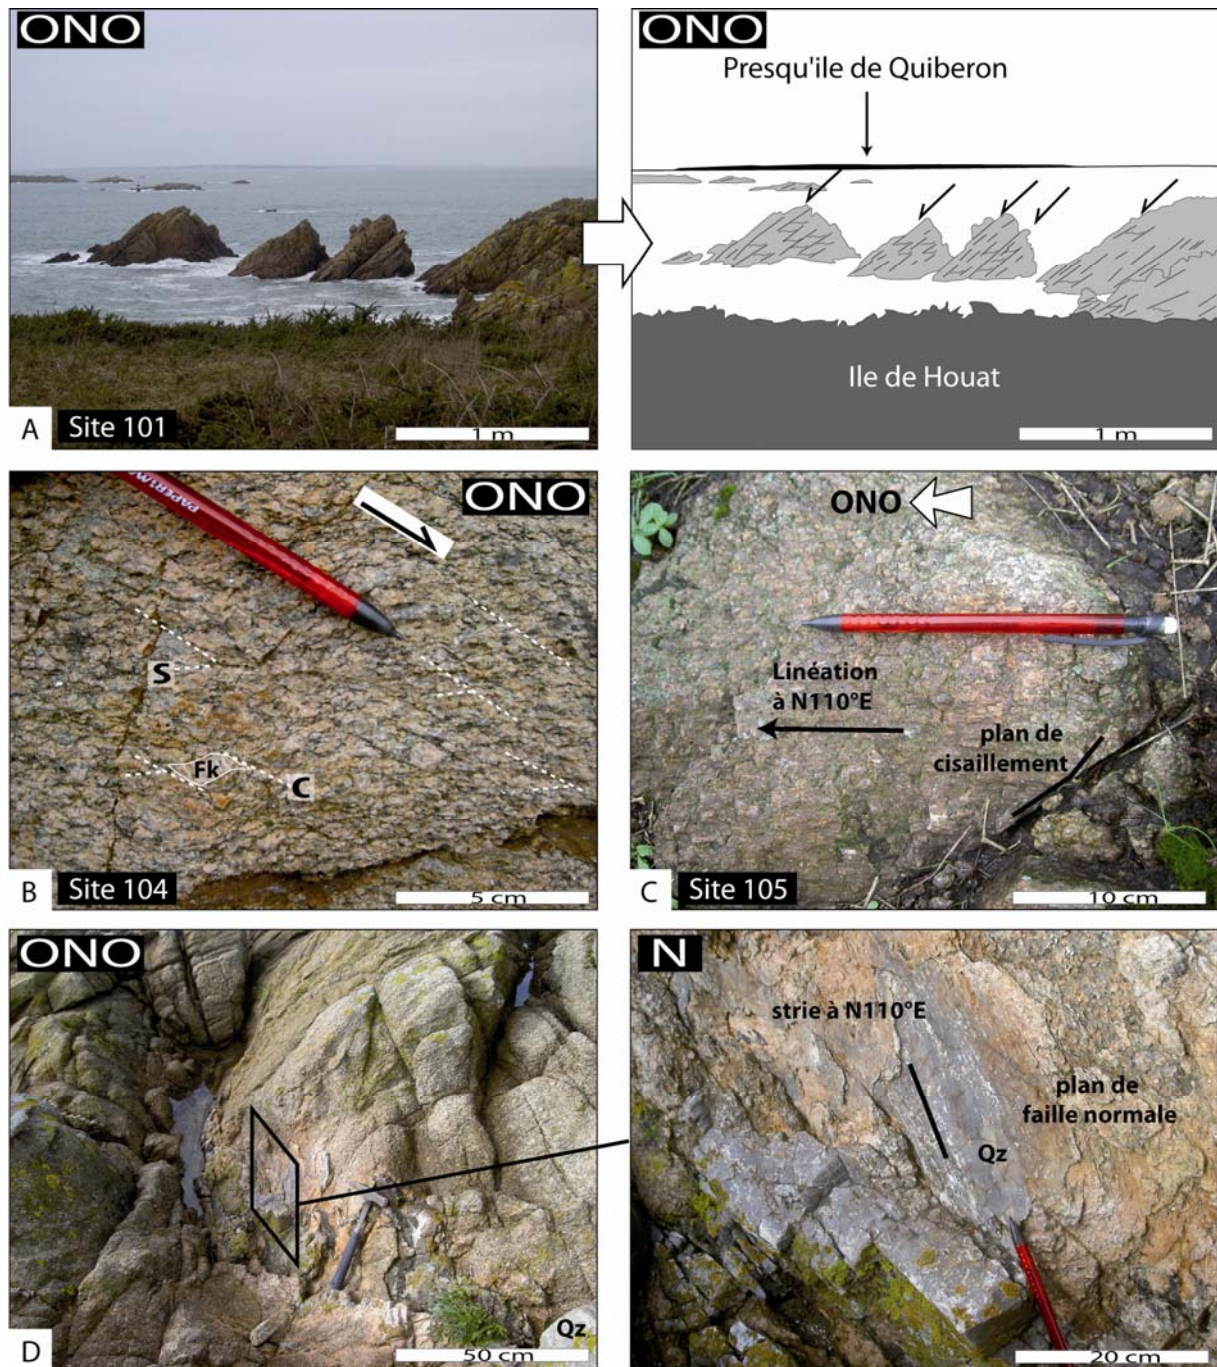 ONO
ONO
Presqu'ile de Quiberon
Ile de Houat
A
Site 101
1 m
1 m
ONO
S
Fk
C
B
Site 104
5 cm
ONO
Linéation
à N110°E
plan de
cisaillement
C
Site 105
10 cm
ONO
Qz
D
50 cm
N
strie à N110°E
plan de
faille normale
Qz
20 cm